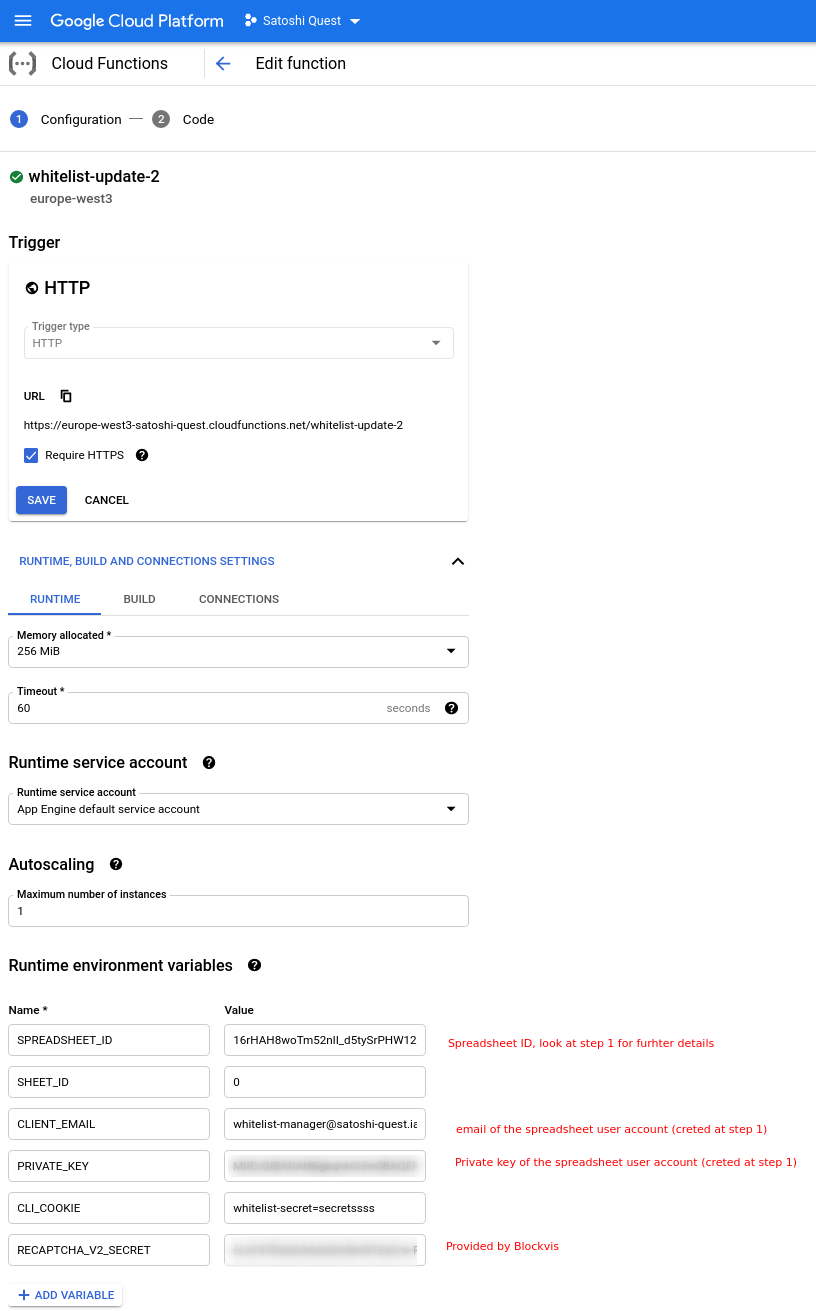 Google Cloud Platform Satoshi Quest
Cloud Functions Edit function
1 Configuration — 2 Code
whitelist-update-2
europe-west3
Trigger
HTTP
Trigger type
HTTP
URL
https://europe-west3-satoshi-quest.cloudfunctions.net/whitelist-update-2
Require HTTPS
SAVE CANCEL
RUNTIME, BUILD AND CONNECTIONS SETTINGS
RUNTIME BUILD CONNECTIONS
Memory allocated *
256 MiB
Timeout *
60 seconds
Runtime service account
Runtime service account
App Engine default service account
Autoscaling
Maximum number of instances
1
Runtime environment variables
Name * Value
SPREADSHEET_ID 16rHAH8woTm52nII_d5tySrPHW12 Spreadsheet ID, look at step 1 for furhter details
SHEET_ID 0
CLIENT_EMAIL whitelist-manager@satoshi-quest.ia email of the spreadsheet user account (creted at step 1)
PRIVATE_KEY Private key of the spreadsheet user account (creted at step 1)
CLI_COOKIE whitelist-secret=secretssss
RECAPTCHA_V2_SECRET Provided by Blockvis
+ ADD VARIABLE